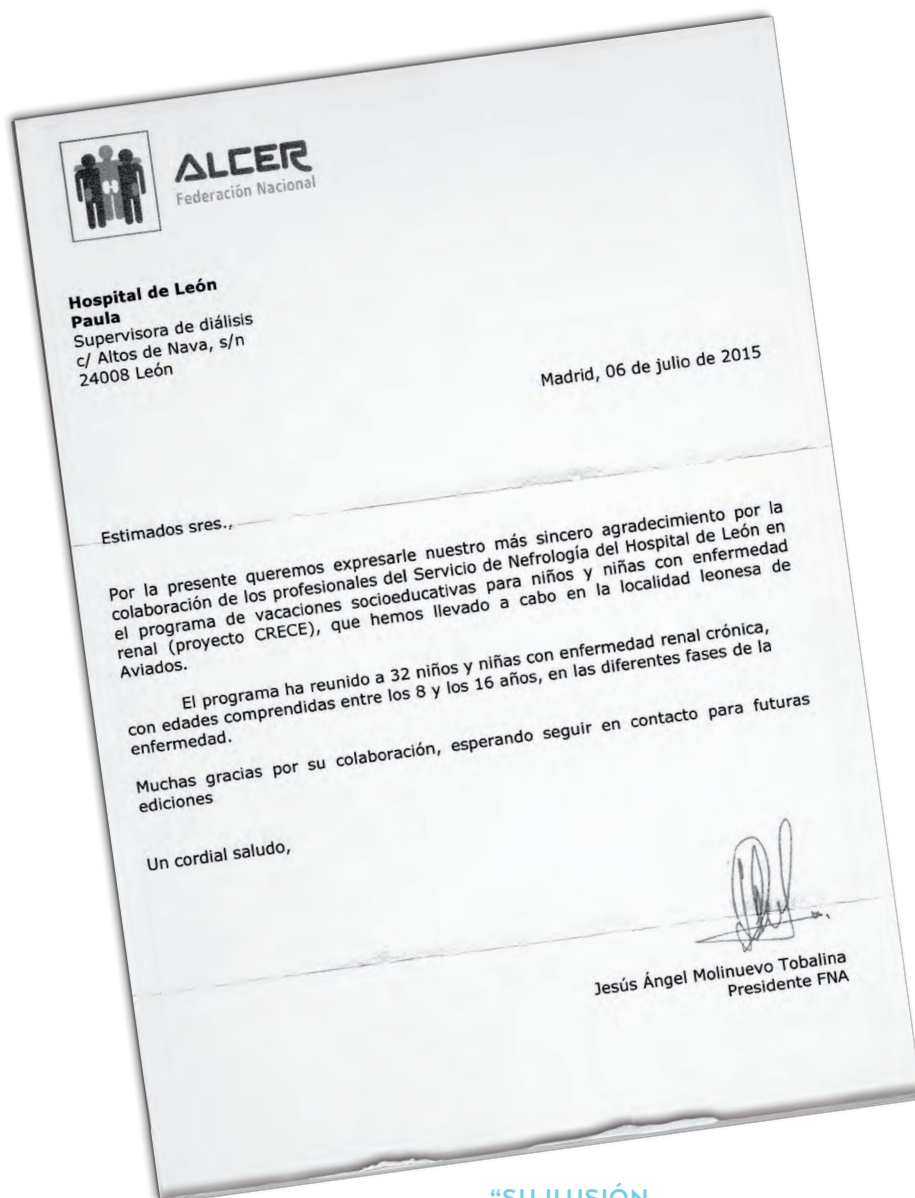 ALCER
Federación Nacional
Hospital de León
Paula
Supervisora de diálisis
c/ Altos de Nava, s/n
24008 León
Madrid, 06 de julio de 2015
Estimados sres.,
Por la presente queremos expresarle nuestro más sincero agradecimiento por la
colaboración de los profesionales del Servicio de Nefrología del Hospital de León en
el programa de vacaciones socioeducativas para niños y niñas con enfermedad
renal (proyecto CRECE), que hemos llevado a cabo en la localidad leonesa de
Aviados.
El programa ha reunido a 32 niños y niñas con enfermedad renal crónica,
con edades comprendidas entre los 8 y los 16 años, en las diferentes fases de la
enfermedad.
Muchas gracias por su colaboración, esperando seguir en contacto para futuras
ediciones
Un cordial saludo,
Jesús Ángel Molinuevo Tobalina
Presidente FNA
“SU ILUSIÓN